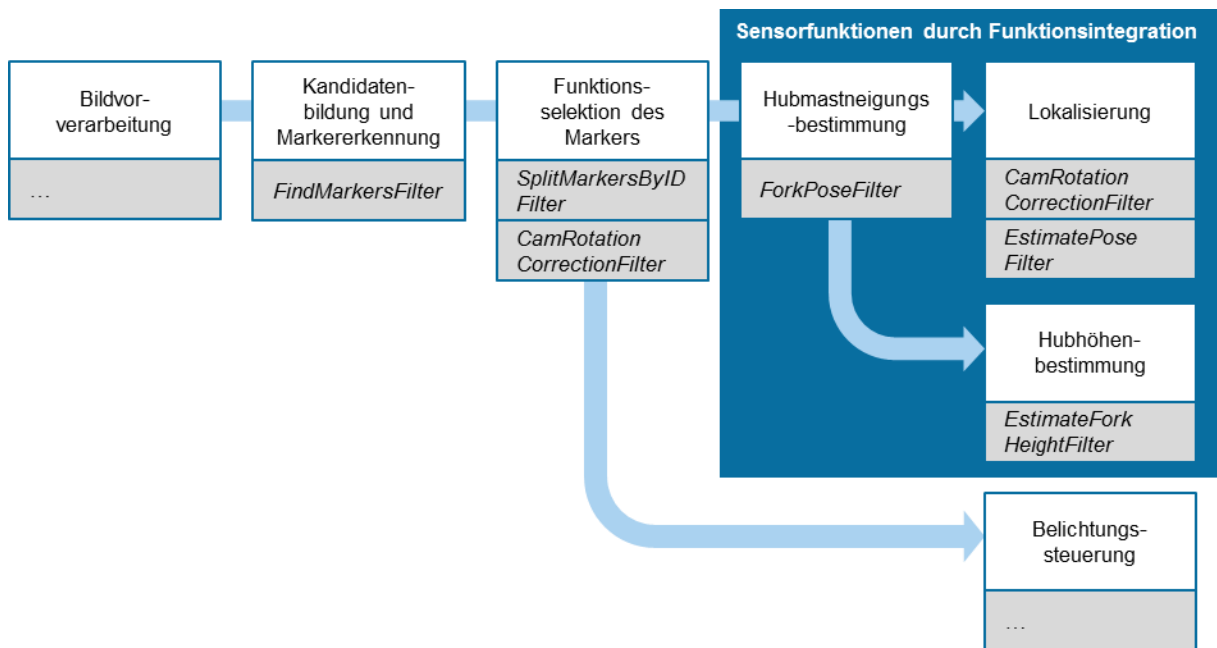 Sensorfunktionen durch Funktionsintegration
Bildvor-
verarbeitung
…
Kandidaten-
bildung und
Markererkennung
FindMarkersFilter
Funktions-
selektion des
Markers
SplitMarkersByID
Filter
CamRotation
CorrectionFilter
Hubmastneigungs
-bestimmung
ForkPoseFilter
Lokalisierung
CamRotation
CorrectionFilter
EstimatePose
Filter
Hubhöhen-
bestimmung
EstimateFork
HeightFilter
Belichtungs-
steuerung
…